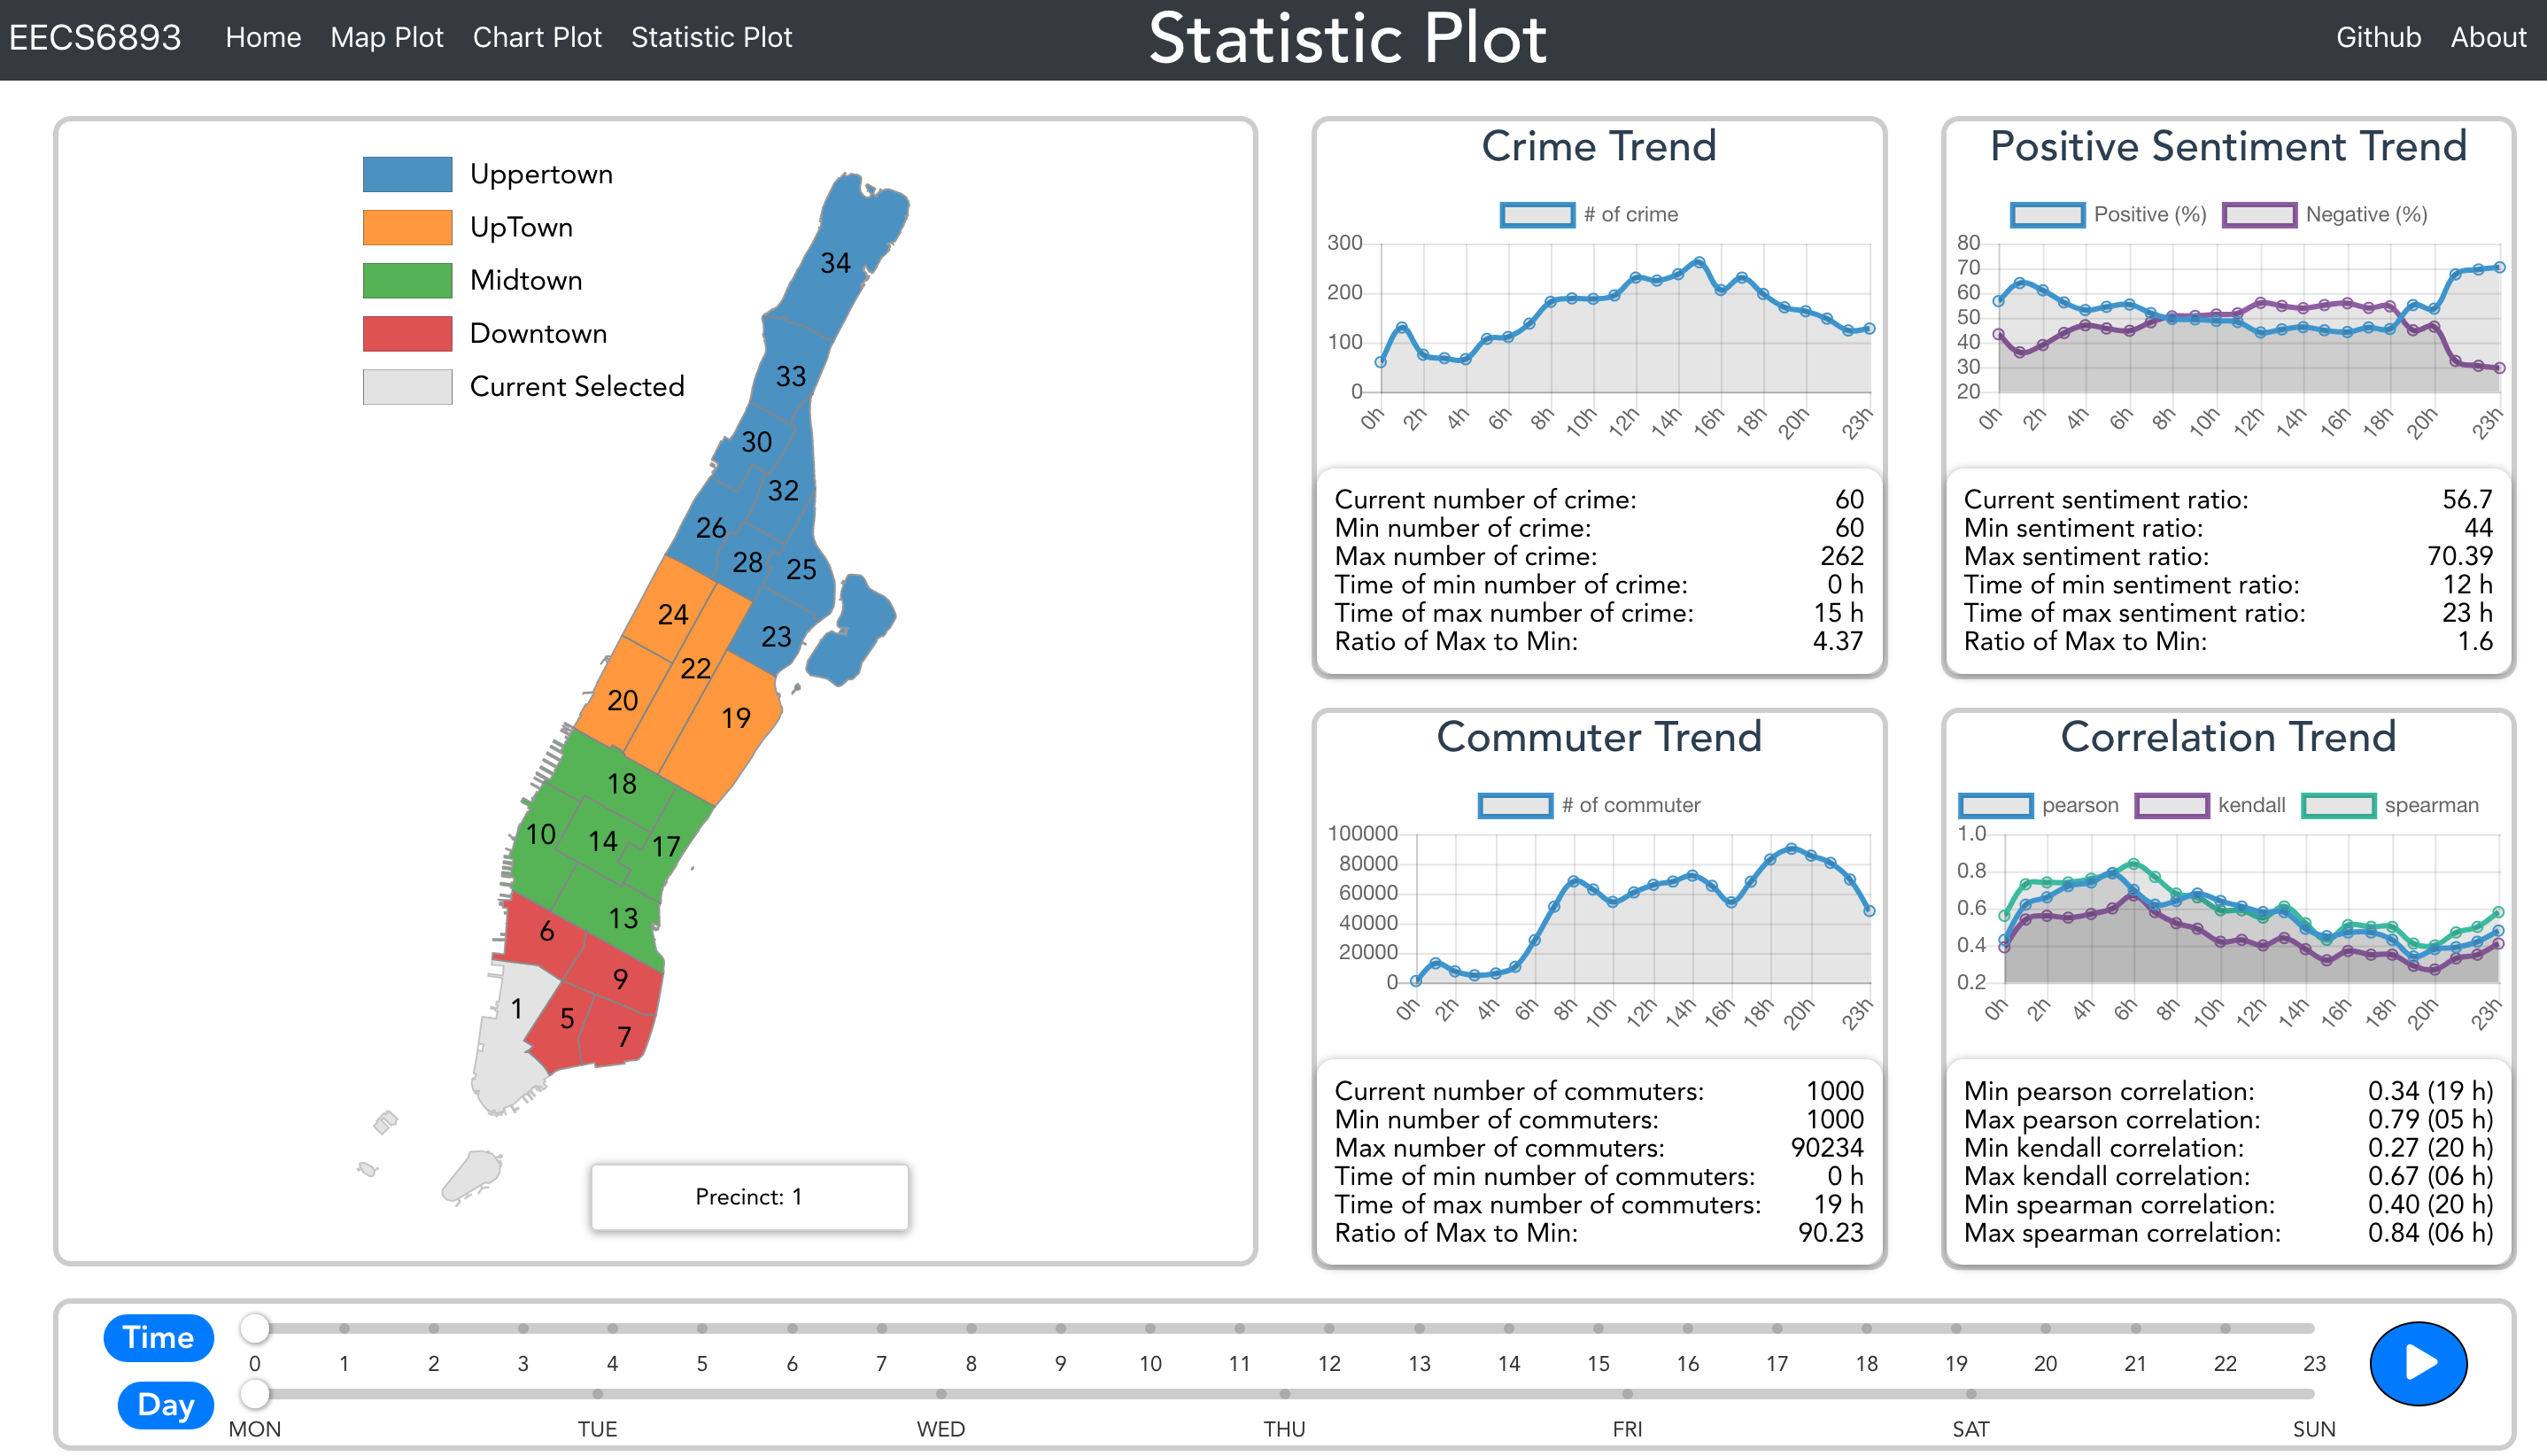 EECS6893 Home Map Plot Chart Plot Statistic Plot Statistic Plot Github About
Uppertown
UpTown
Midtown
Downtown
Current Selected
34
33
30
32
26
28
25
24
23
22
20
19
18
10
14
17
13
6
9
1
5
7
Precinct: 1
Crime Trend
# of crime
300
200
100
0
0h 2h 4h 6h 8h 10h 12h 14h 16h 18h 20h 23h
Current number of crime: 60
Min number of crime: 60
Max number of crime: 262
Time of min number of crime: 0 h
Time of max number of crime: 15 h
Ratio of Max to Min: 4.37
Positive Sentiment Trend
Positive (%) Negative (%)
80
70
60
50
40
30
20
0h 2h 4h 6h 8h 10h 12h 14h 16h 18h 20h 23h
Current sentiment ratio: 56.7
Min sentiment ratio: 44
Max sentiment ratio: 70.39
Time of min sentiment ratio: 12 h
Time of max sentiment ratio: 23 h
Ratio of Max to Min: 1.6
Commuter Trend
# of commuter
100000
80000
60000
40000
20000
0
0h 2h 4h 6h 8h 10h 12h 14h 16h 18h 20h 23h
Current number of commuters: 1000
Min number of commuters: 1000
Max number of commuters: 90234
Time of min number of commuters: 0 h
Time of max number of commuters: 19 h
Ratio of Max to Min: 90.23
Correlation Trend
pearson kendall spearman
1.0
0.8
0.6
0.4
0.2
0h 2h 4h 6h 8h 10h 12h 14h 16h 18h 20h 23h
Min pearson correlation: 0.34 (19 h)
Max pearson correlation: 0.79 (05 h)
Min kendall correlation: 0.27 (20 h)
Max kendall correlation: 0.67 (06 h)
Min spearman correlation: 0.40 (20 h)
Max spearman correlation: 0.84 (06 h)
Time
0 1 2 3 4 5 6 7 8 9 10 11 12 13 14 15 16 17 18 19 20 21 22 23
Day
MON TUE WED THU FRI SAT SUN